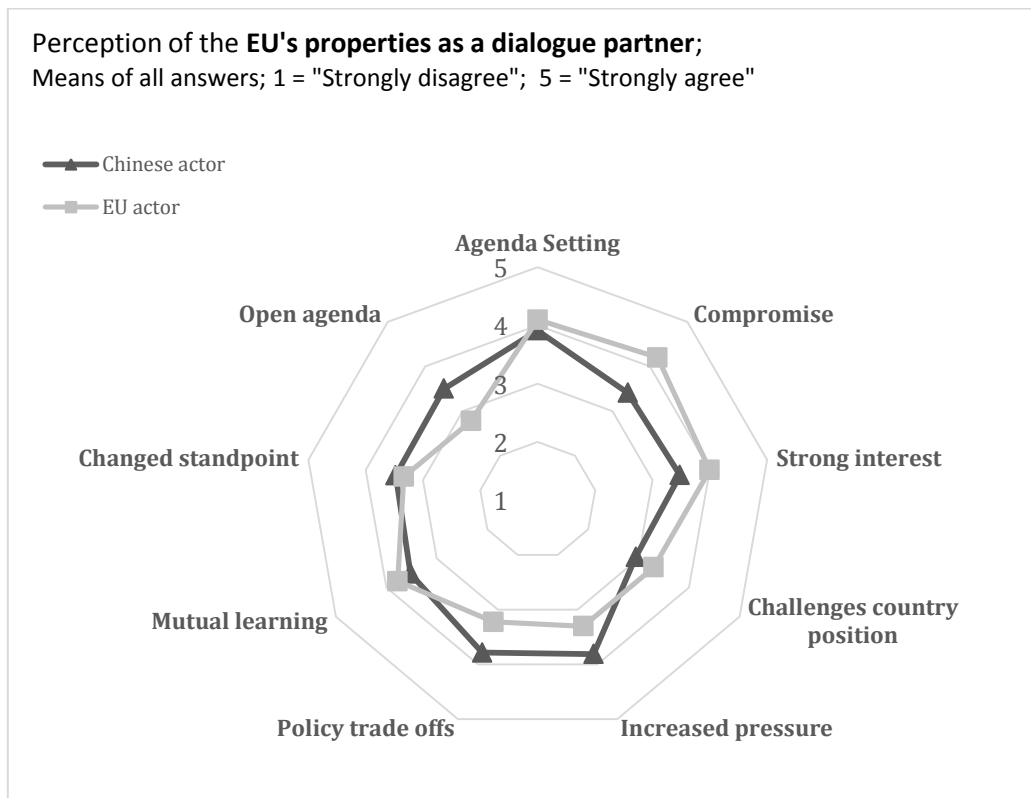 Perception of the EU's properties as a dialogue partner;
Means of all answers; 1 = "Strongly disagree"; 5 = "Strongly agree"
Chinese actor
EU actor
Agenda Setting
5
Open agenda
Compromise
4
3
2
Changed standpoint
Strong interest
1
Mutual learning
Challenges country
position
Policy trade offs
Increased pressure